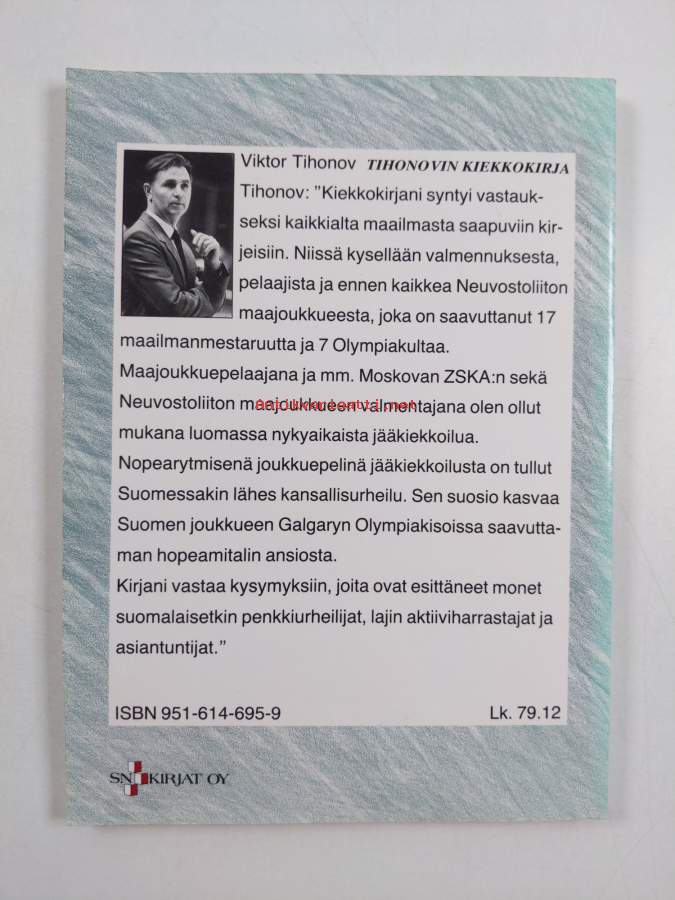 Viktor Tihonov TIHONOVIN KIEKKOKIRJA
Tihonov: ”Kiekkokirjani syntyi vastauk-
seksi kaikkialta maailmasta saapuviin kir-
jeisiin. Niissä kysellään valmennuksesta,
pelaajista ja ennen kaikkea Neuvostoliiton
maajoukkueesta, joka on saavuttanut 17
maailmanmestaruutta ja 7 Olympiakultaa.
Maajoukkuepelaajana ja mm. Moskovan ZSKA:n sekä
Neuvostoliiton maajoukkueen valmentajana olen ollut
Antikvariaatti.net
mukana luomassa nykyaikaista jääkiekkoilua.
Nopearytmisenä joukkuepelinä jääkiekkoilusta on tullut
Suomessakin lähes kansallisurheilu. Sen suosio kasvaa
Suomen joukkueen Galgaryn Olympiakisoissa saavutta-
man hopeamitalin ansiosta.
Kirjani vastaa kysymyksiin, joita ovat esittäneet monet
suomalaisetkin penkkiurheilijat, lajin aktiiviharrastajat ja
asiantuntijat.”
ISBN 951-614-695-9 Lk. 79.12
SN KIRJAT OY